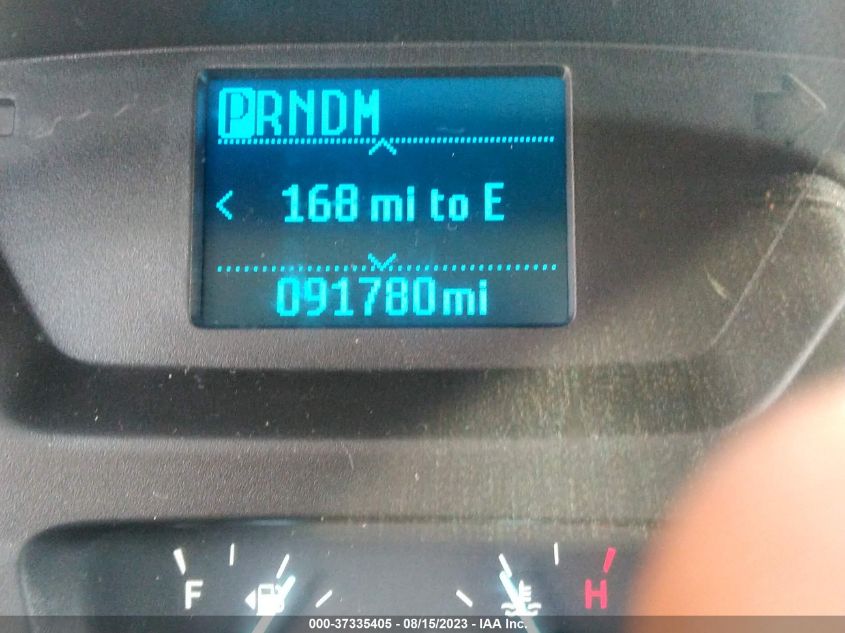 PRNDM
168 mi to E
091780mi
F
H
000-37335405 - 08/15/2023 - IAA Inc.